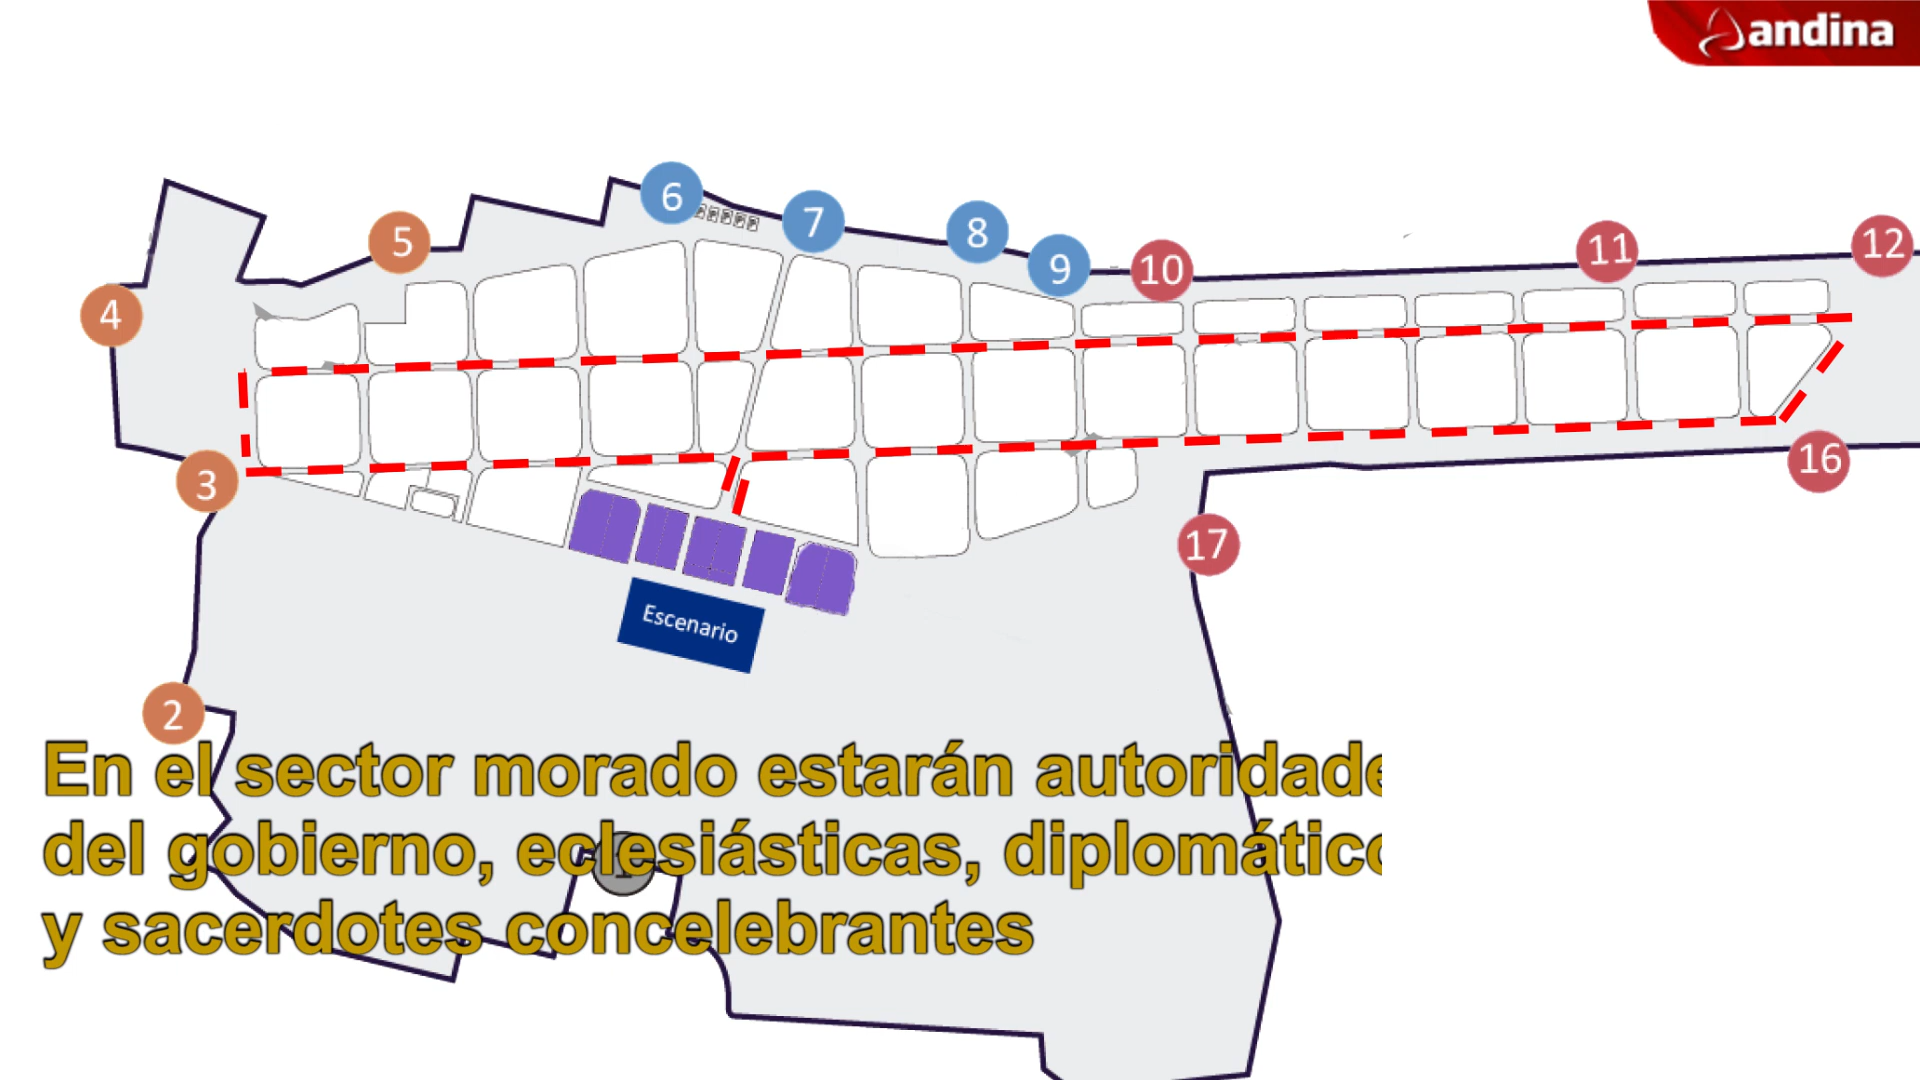 andina
6
7
5
8
11
12
9
10
4
16
3
17
Escenario
2
En el sector morado estarán autoridade
del gobierno, eclesiásticas, diplomátic
y sacerdotes concelebrantes
1